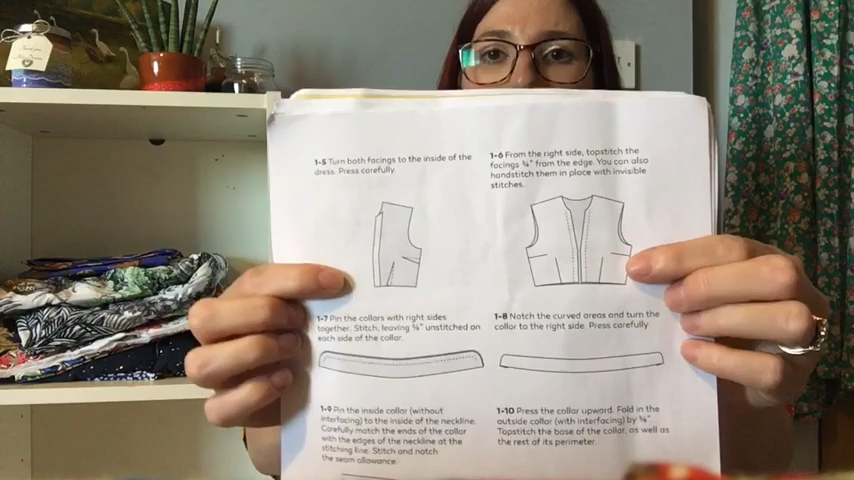 1-5 Turn both facings to the inside of the
dress. Press carefully
1-6 From the right side, topstitch the
facings ¾" from the edge. You can also
handstitch them in place with invisible
stitches.
1-7 Pin the collars with right sides
together. Stitch, leaving unstitched on
each side of the collar.
1-8 Notch the curved areas and turn the
collar to the right side. Press carefully
1-9 Pin the inside collar (without
interfacing) to the inside of the neckline.
Carefully match the ends of the collar
with the edges of the neckline at the
stitching line. Stitch and notch
the seam allowance.
1-10 Press the collar upward. Fold in the
outside collar (with interfacing) by
Topstitch the base of the collar, as well as
the rest of its perimeter.